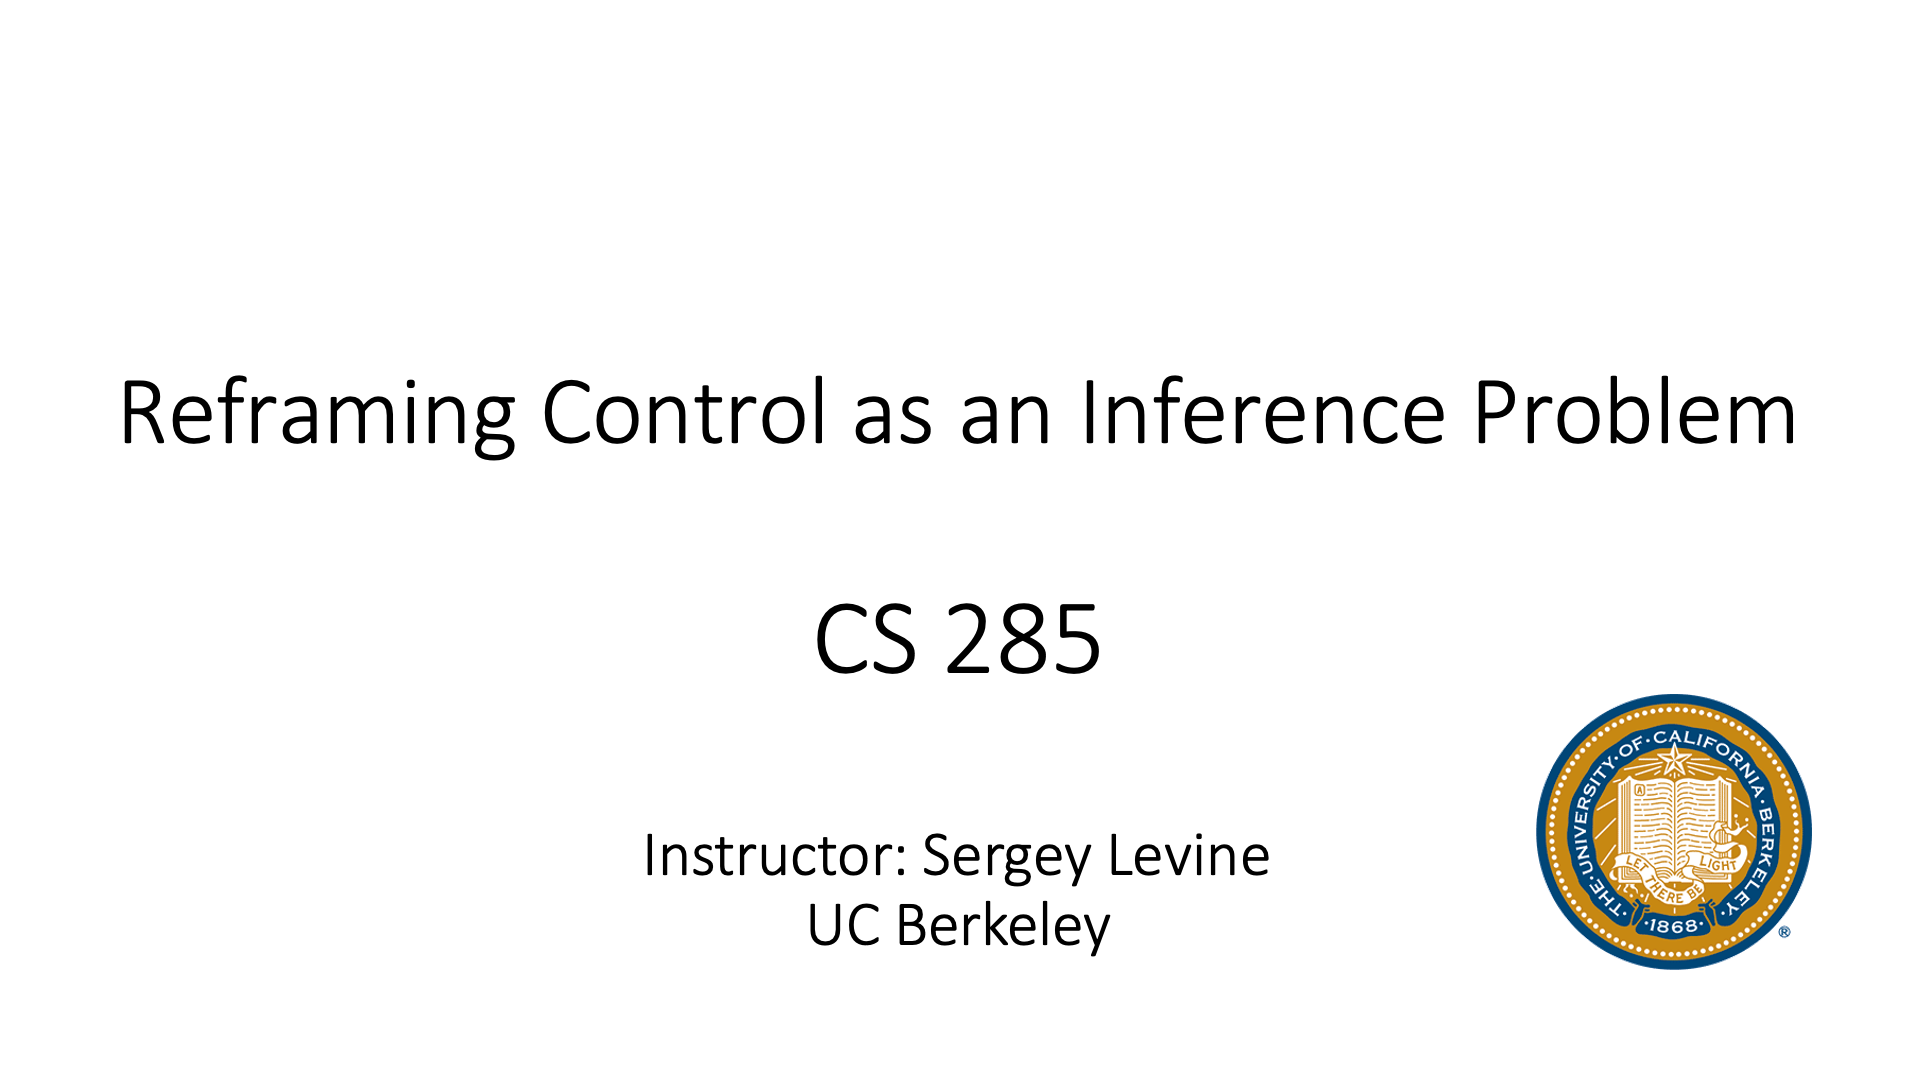 Reframing Control as an Inference Problem
CS 285
Instructor: Sergey Levine
UC Berkeley
THE·UNIVERSITY·OF·CALIFORNIA·BERKELEY
A
LET THERE BE LIGHT
·1868·
®